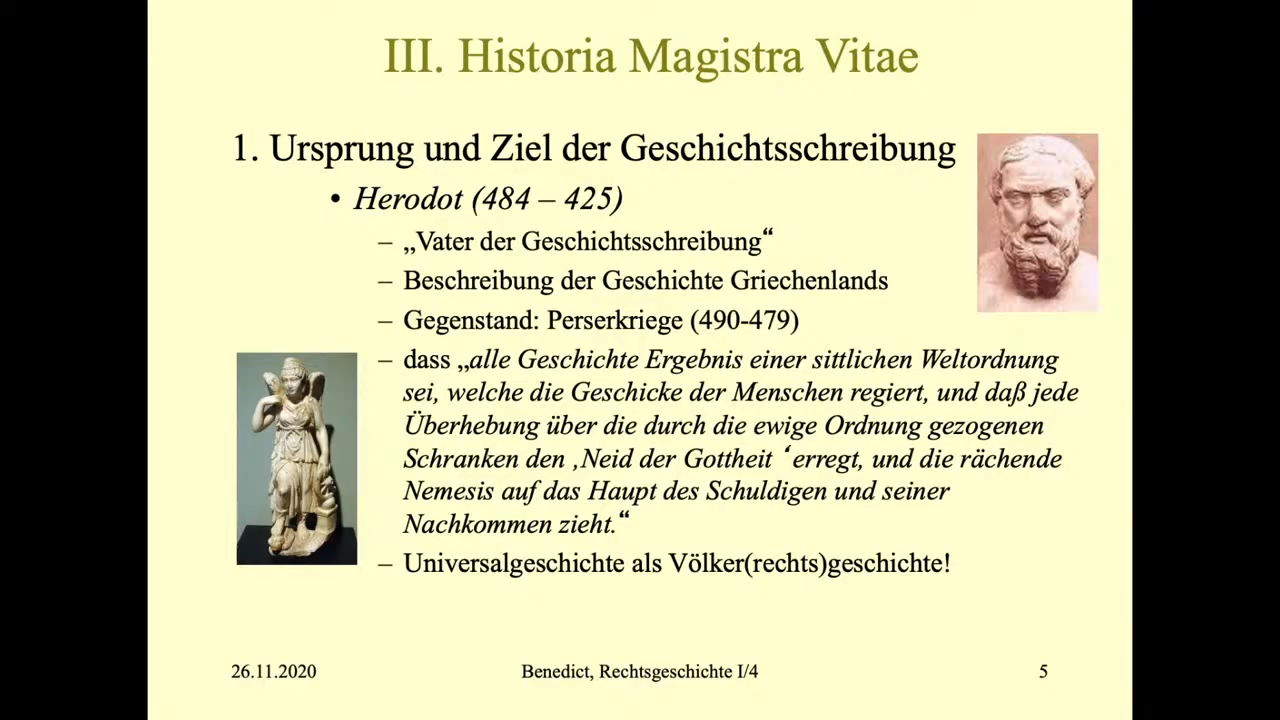 III. Historia Magistra Vitae
1. Ursprung und Ziel der Geschichtsschreibung
• Herodot (484 – 425)
– „Vater der Geschichtsschreibung“
– Beschreibung der Geschichte Griechenlands
– Gegenstand: Perserkriege (490-479)
– dass „alle Geschichte Ergebnis einer sittlichen Weltordnung
sei, welche die Geschicke der Menschen regiert, und daß jede
Überhebung über die durch die ewige Ordnung gezogenen
Schranken den ‚Neid der Gottheit ‘ erregt, und die rächende
Nemesis auf das Haupt des Schuldigen und seiner
Nachkommen zieht.“
– Universalgeschichte als Völker(rechts)geschichte!
26.11.2020 Benedict, Rechtsgeschichte I/4 5